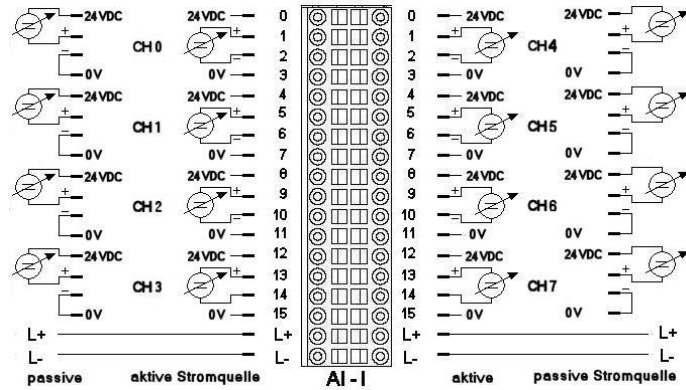 24VDC 24VDC 0 0 24VDC 24VDC
+ + 1 1 + CH4 +
CH0
− − 2 2 − −
0V 0V 3 3 0V 0V
24VDC 24VDC 4 4 24VDC 24VDC
+ + 5 5 + +
CH1 CH5
− − 6 6 − −
0V 0V 7 7 0V 0V
24VDC 24VDC 8 8 24VDC 24VDC
+ + 9 9 + +
CH2 CH6
− − 10 10 − −
0V 0V 11 11 0V 0V
24VDC 24VDC 12 12 24VDC 24VDC
+ + 13 13 + +
CH3 CH7
− − 14 14 − −
0V 0V 15 15 0V 0V
L+ L+ L+ L+
L- L- L- L-
passive aktive Stromquelle AI - I aktive passive Stromquelle